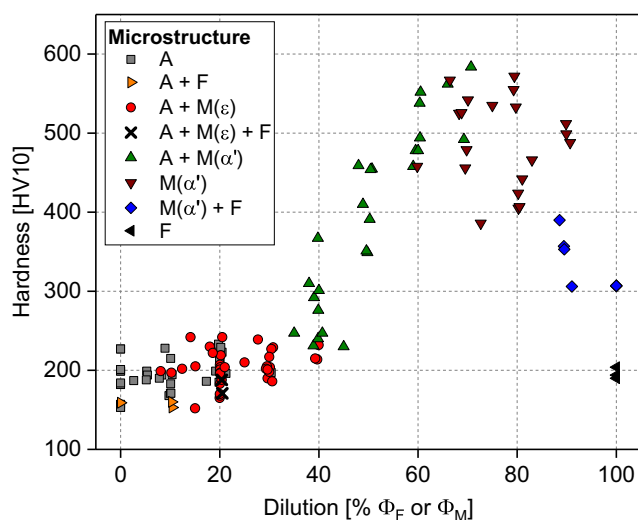 Microstructure
A
A + F
A + M(ε)
A + M(ε) + F
A + M(α')
M(α')
M(α') + F
F
600
500
400
300
200
100
Hardness [HV10]
0 20 40 60 80 100
Dilution [% Φ_F or Φ_M]